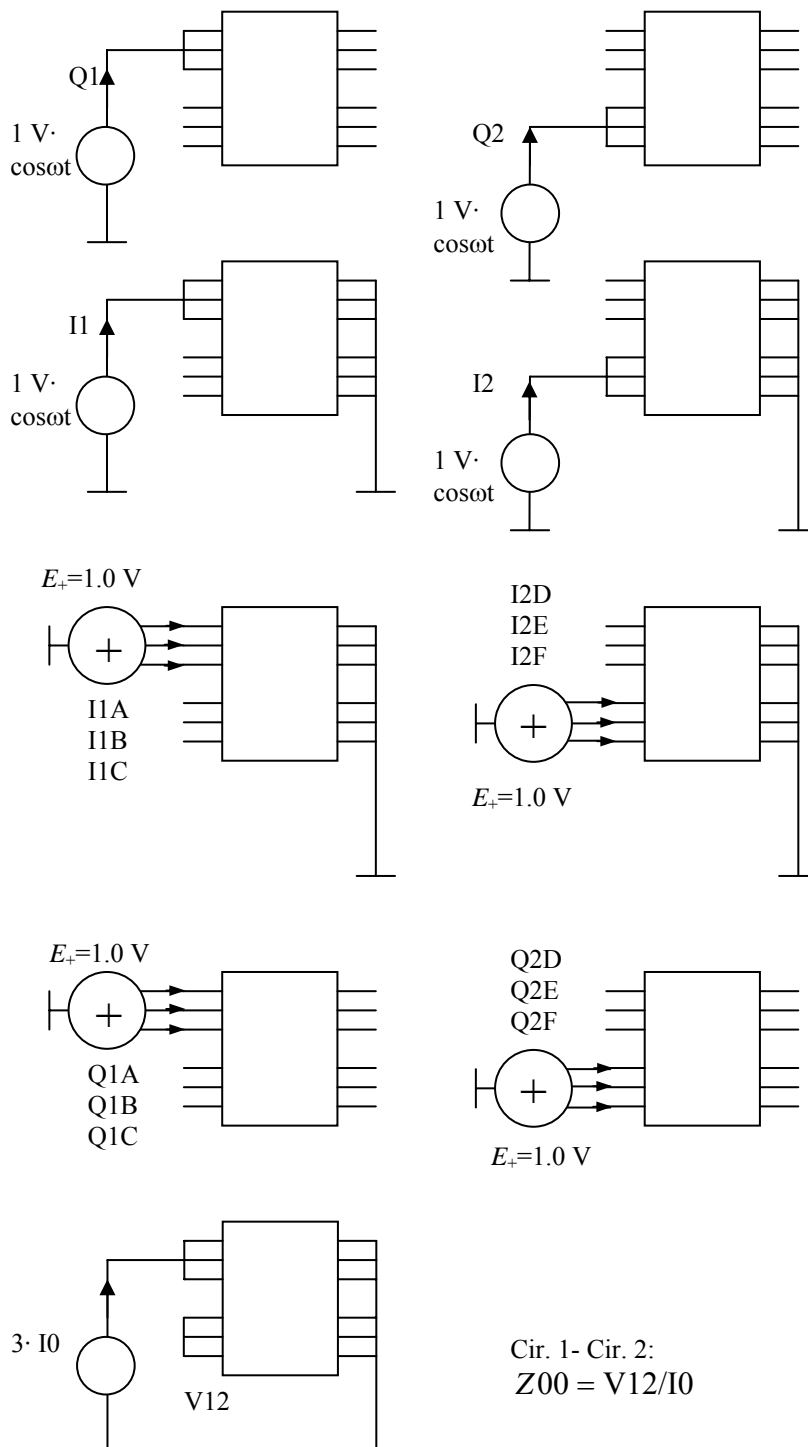 Q1
1 V·
cosωt
Q2
1 V·
cosωt
I1
1 V·
cosωt
I2
1 V·
cosωt
E+=1.0 V
+
I1A
I1B
I1C
I2D
I2E
I2F
+
E+=1.0 V
E+=1.0 V
+
Q1A
Q1B
Q1C
Q2D
Q2E
Q2F
+
E+=1.0 V
3· I0
V12
Cir. 1- Cir. 2:
Z00 = V12/I0